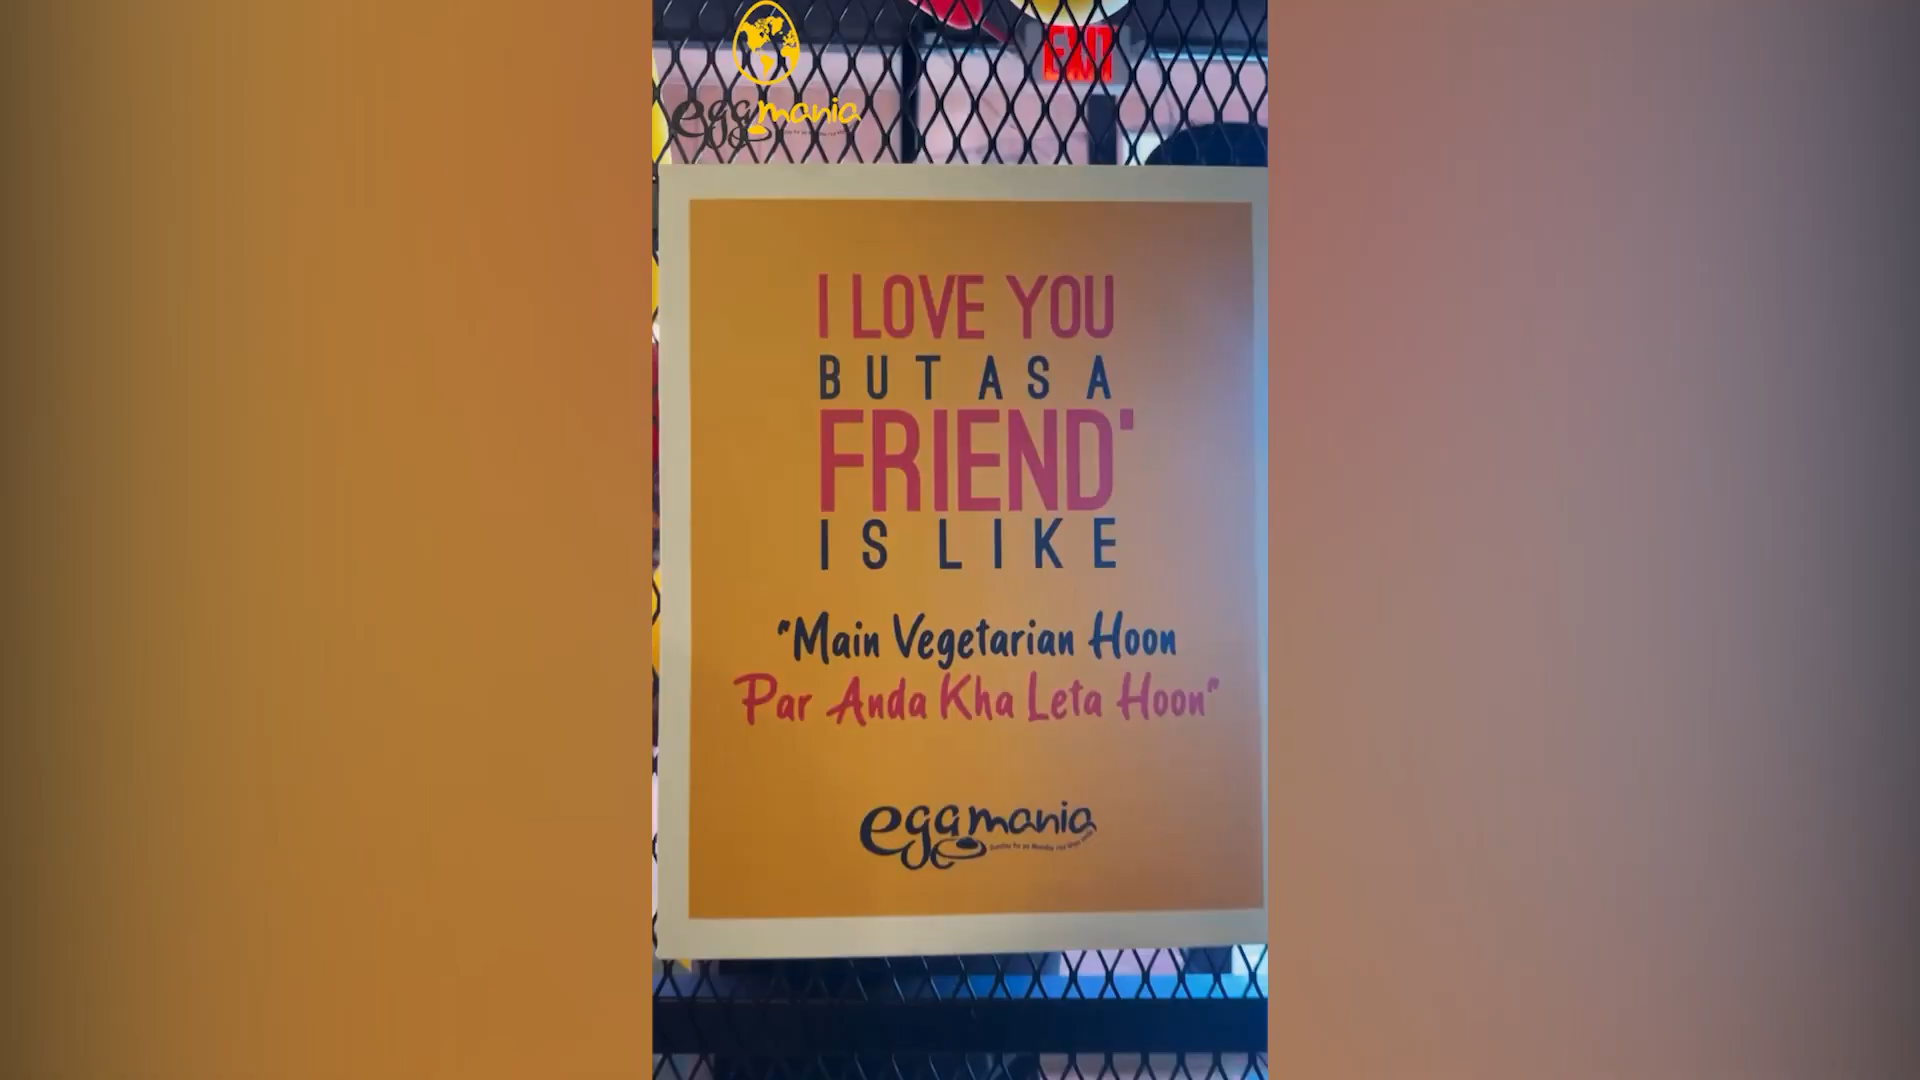 eggmania
EXIT
I LOVE YOU
BUT AS A
FRIEND'
IS LIKE
"Main Vegetarian Hoon
Par Anda Kha Leta Hoon"
eggmania